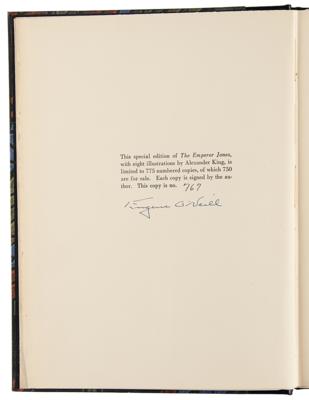 This special edition of The Emperor Jones,
with eight illustrations by Alexander King, is
limited to 775 numbered copies, of which 750
are for sale. Each copy is signed by the au-
thor. This copy is no. 767
Eugene O'Neill